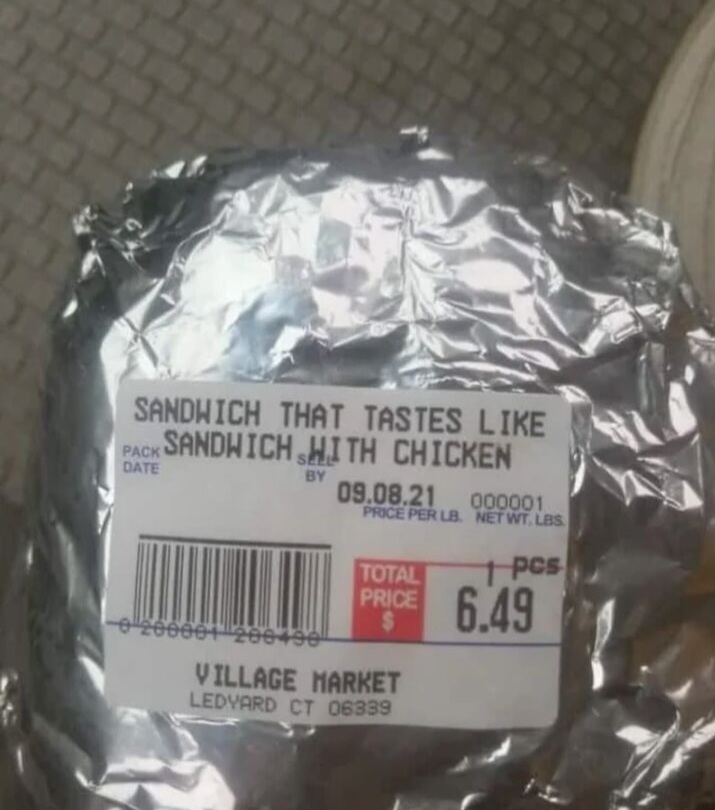 SANDWICH THAT TASTES LIKE
SANDWICH WITH CHICKEN
PACK DATE
SELL BY
09.08.21 000001
PRICE PER LB. NET WT. LBS.
1 pcs
TOTAL PRICE $
6.49
0 200001 206490
VILLAGE MARKET
LEDYARD CT 06339